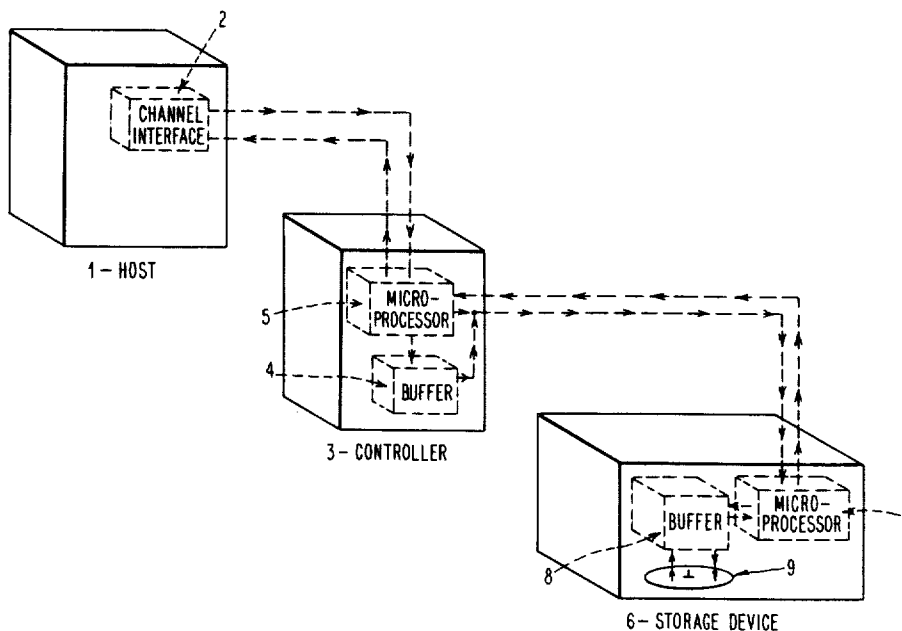 2
CHANNEL
INTERFACE
1 - HOST
5
MICRO-
PROCESSOR
4
BUFFER
3 - CONTROLLER
BUFFER
MICRO-
PROCESSOR
8
9
6 - STORAGE DEVICE